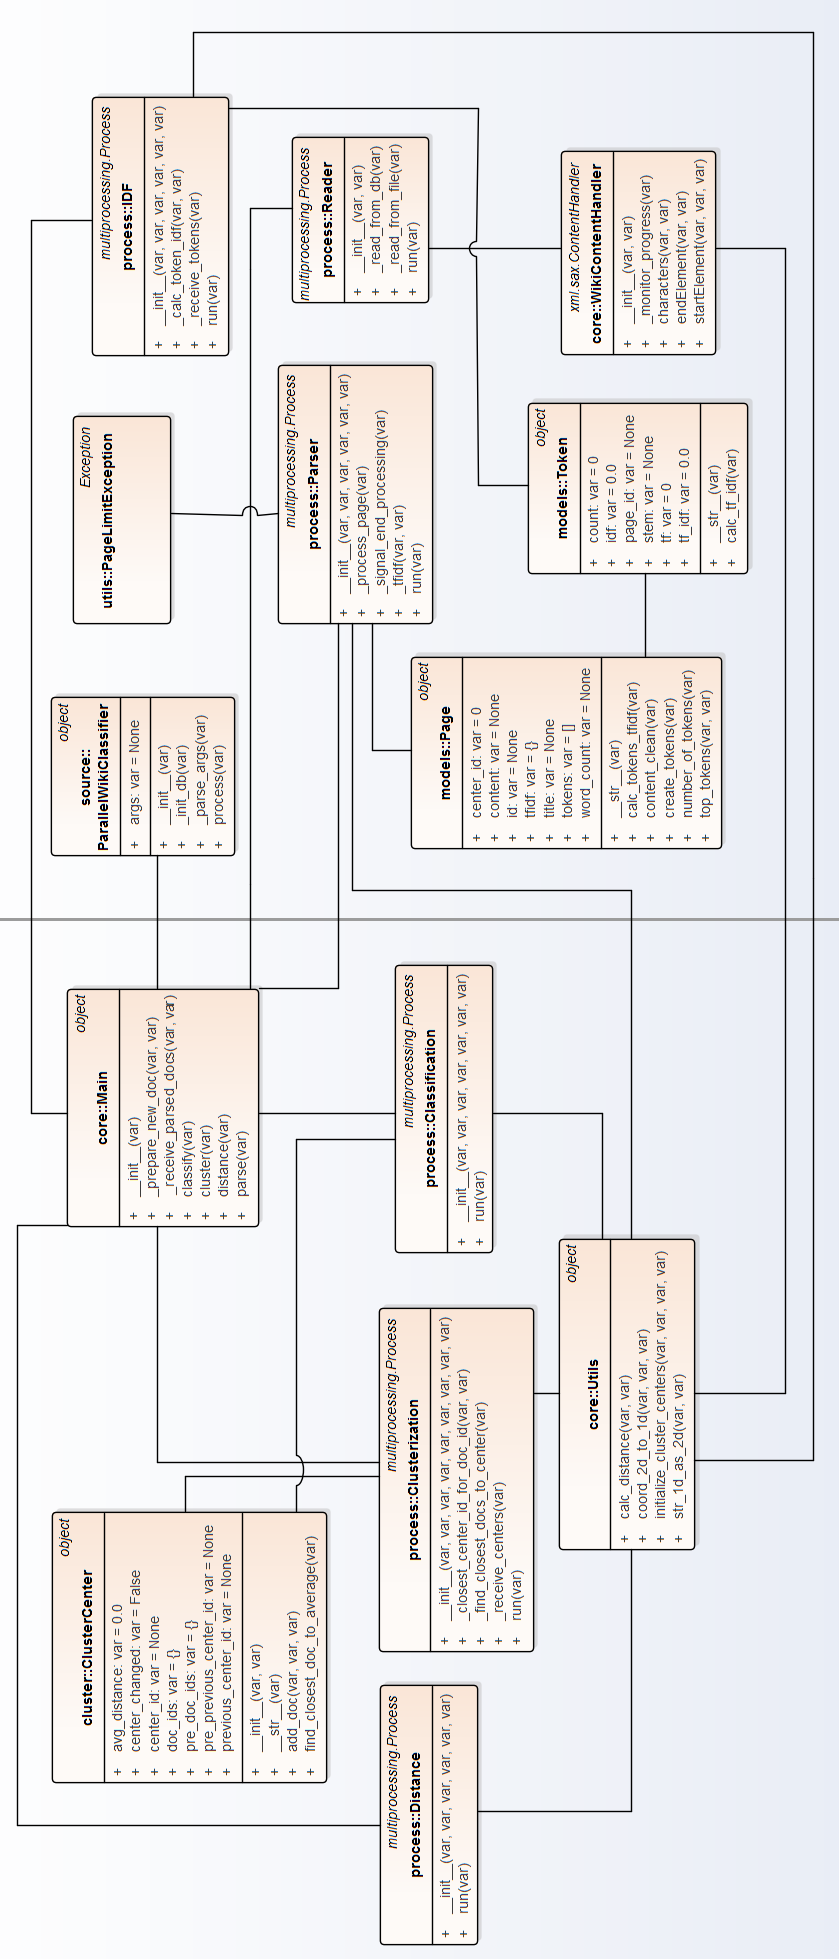 object
cluster::ClusterCenter
+ avg_distance: var = 0.0
+ center_changed: var = False
+ center_id: var = None
+ doc_ids: var = {}
+ pre_doc_ids: var = {}
+ pre_previous_center_id: var = None
+ previous_center_id: var = None
+ __init__(var, var)
+ __str__(var)
+ add_doc(var, var, var)
+ find_closest_doc_to_average(var)
object
core::Main
+ __init__(var)
+ _prepare_new_doc(var, var)
+ _receive_parsed_docs(var, var)
+ classify(var)
+ cluster(var)
+ distance(var)
+ parse(var)
object
source::
ParallelWikiClassifier
+ args: var = None
+ __init__(var)
+ _init_db(var)
+ _parse_args(var)
+ process(var)
Exception
utils::PageLimitException
multiprocessing.Process
process::IDF
+ __init__(var, var, var, var, var, var)
+ _calc_token_idf(var, var)
+ _receive_tokens(var)
+ run(var)
multiprocessing.Process
process::Distance
+ __init__(var, var, var, var, var, var, var)
+ run(var)
multiprocessing.Process
process::Clusterization
+ __init__(var, var, var, var, var, var, var, var, var)
+ _closest_center_id_for_doc_id(var, var)
+ _find_closest_docs_to_center(var)
+ _receive_centers(var)
+ run(var)
multiprocessing.Process
process::Classification
+ __init__(var, var, var, var, var, var, var)
+ run(var)
multiprocessing.Process
process::Parser
+ __init__(var, var, var, var, var, var, var)
+ _process_page(var)
+ _signal_end_processing(var)
+ _tfidf(var, var)
+ run(var)
multiprocessing.Process
process::Reader
+ __init__(var, var)
+ _read_from_db(var)
+ _read_from_file(var)
+ run(var)
object
core::Utils
+ calc_distance(var, var)
+ coord_2d_to_1d(var, var, var)
+ initialize_cluster_centers(var, var, var, var)
+ str_1d_as_2d(var, var)
object
models::Page
+ center_id: var = 0
+ content: var = None
+ id: var = None
+ tfidf: var = {}
+ title: var = None
+ tokens: var = []
+ word_count: var = None
+ __str__(var)
+ calc_tokens_tfidf(var)
+ content_clean(var)
+ create_tokens(var)
+ number_of_tokens(var)
+ top_tokens(var, var)
object
models::Token
+ count: var = 0
+ idf: var = 0.0
+ page_id: var = None
+ stem: var = None
+ tf: var = 0
+ tf_idf: var = 0.0
+ __str__(var)
+ calc_tf_idf(var)
xml.sax.ContentHandler
core::WikiContentHandler
+ __init__(var, var)
+ _monitor_progress(var)
+ characters(var, var)
+ endElement(var, var)
+ startElement(var, var, var)